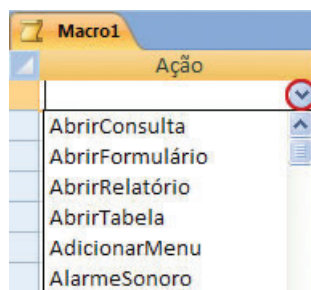 Macro1
Ação
AbrirConsulta
AbrirFormulário
AbrirRelatório
AbrirTabela
AdicionarMenu
AlarmeSonoro